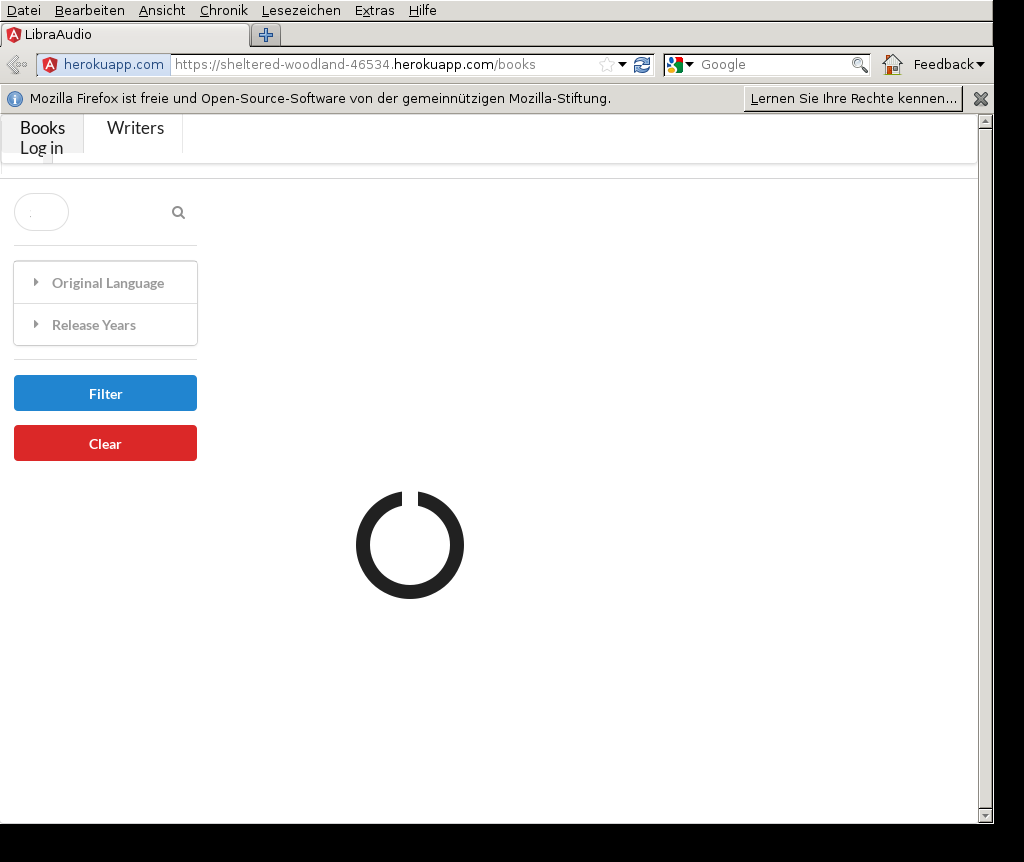 Datei Bearbeiten Ansicht Chronik Lesezeichen Extras Hilfe
LibraAudio
herokuapp.com https://sheltered-woodland-46534.herokuapp.com/books Google Feedback
Mozilla Firefox ist freie und Open-Source-Software von der gemeinnützigen Mozilla-Stiftung. Lernen Sie Ihre Rechte kennen...
Books Writers
Log in
Original Language
Release Years
Filter
Clear